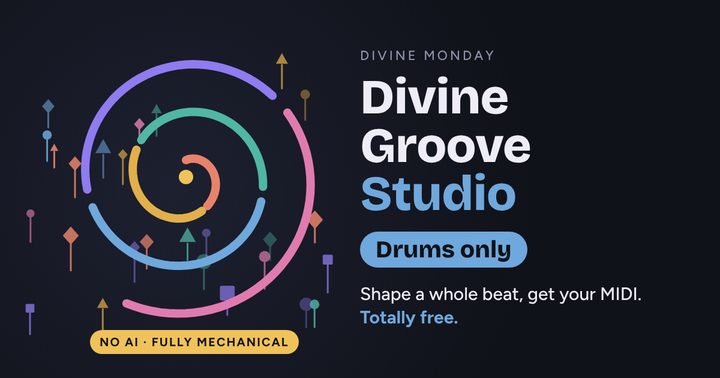 DIVINE MONDAY
Divine
Groove
Studio
Drums only
Shape a whole beat, get your MIDI.
Totally free.
NO AI · FULLY MECHANICAL